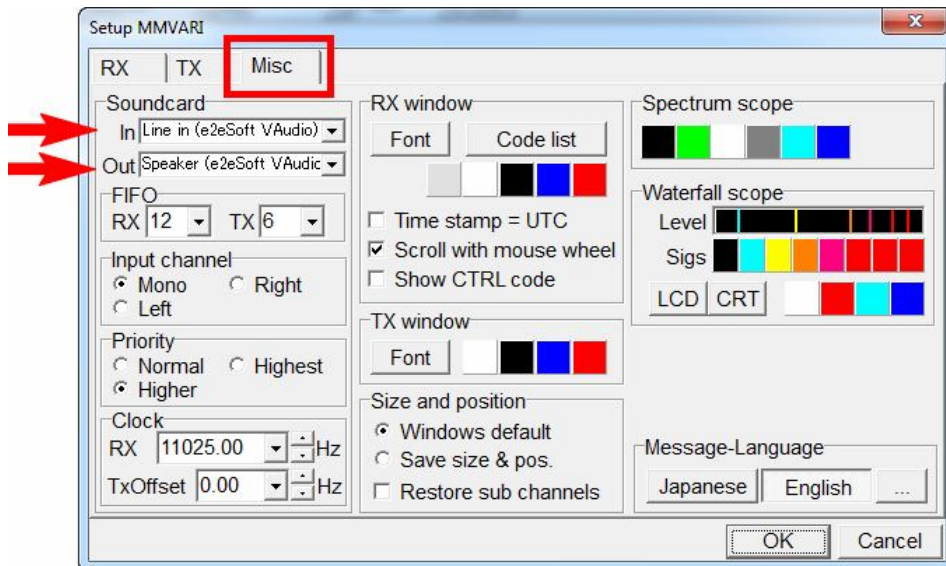 Setup MMVARI
RX TX Misc
Soundcard
In Line in (e2eSoft VAudio)
Out Speaker (e2eSoft VAudic
FIFO
RX 12 TX 6
Input channel
Mono Right
Left
Priority
Normal Highest
Higher
Clock
RX 11025.00 Hz
TxOffset 0.00 Hz
RX window
Font Code list
Time stamp = UTC
Scroll with mouse wheel
Show CTRL code
TX window
Font
Size and position
Windows default
Save size & pos.
Restore sub channels
Spectrum scope
Waterfall scope
Level
Sigs
LCD CRT
Message-Language
Japanese English ...
OK Cancel